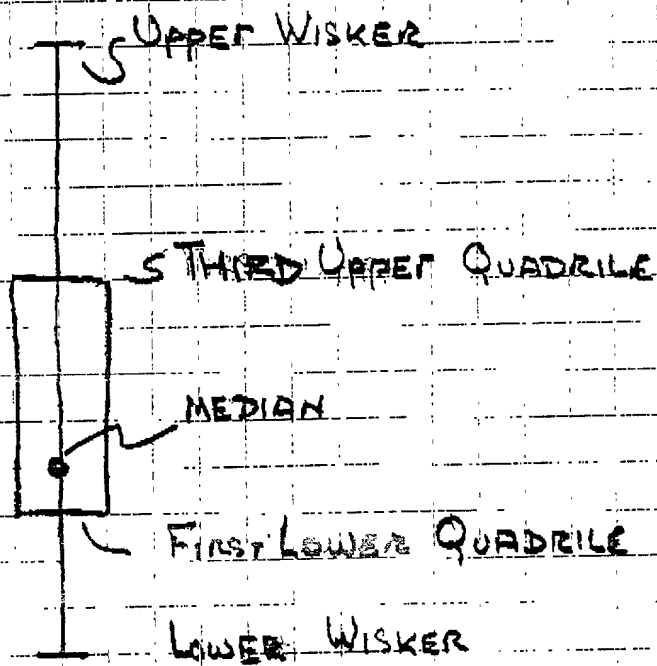 UPPER WISKER
THIRD UPPER QUADRILE
MEDIAN
FIRST LOWER QUADRILE
LOWER WISKER